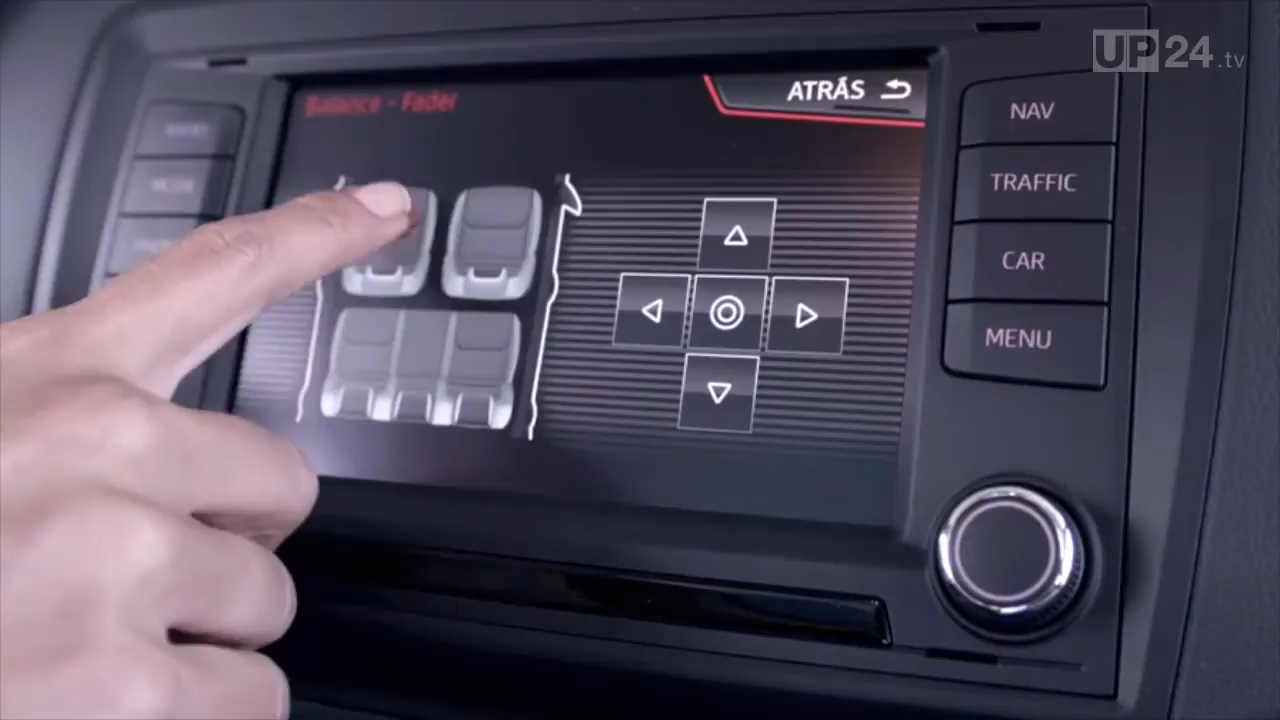 UP24.tv
Balance - Fader
ATRÁS
NAV
TRAFFIC
CAR
MENU